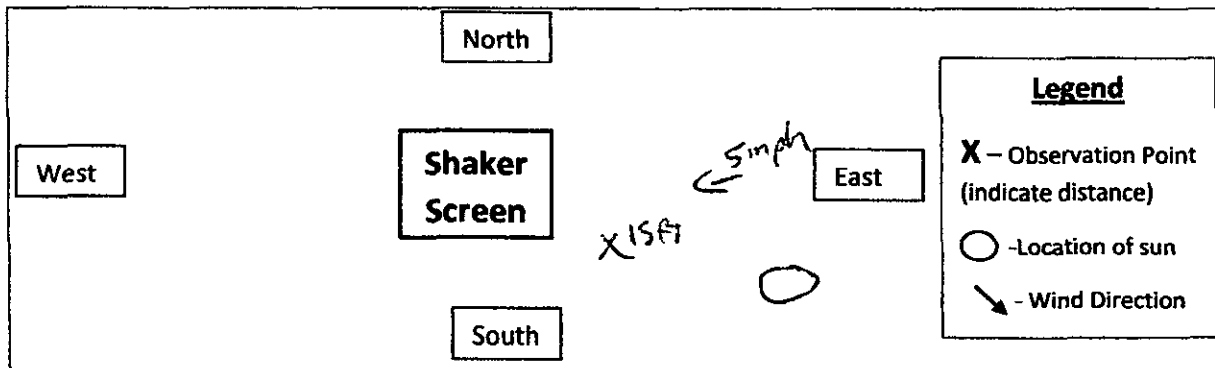 North
West
Shaker
Screen
5mph
East
X 15ft
South
Legend
X – Observation Point
(indicate distance)
-Location of sun
- Wind Direction